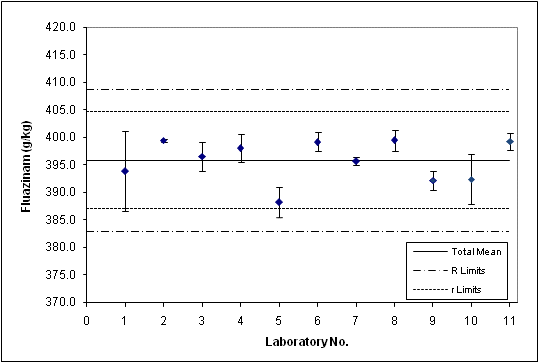 420.0
415.0
410.0
405.0
400.0
395.0
390.0
385.0
380.0
375.0
370.0
Fluazinam (g/kg)
0 1 2 3 4 5 6 7 8 9 10 11
Laboratory No.
Total Mean
R Limits
r Limits